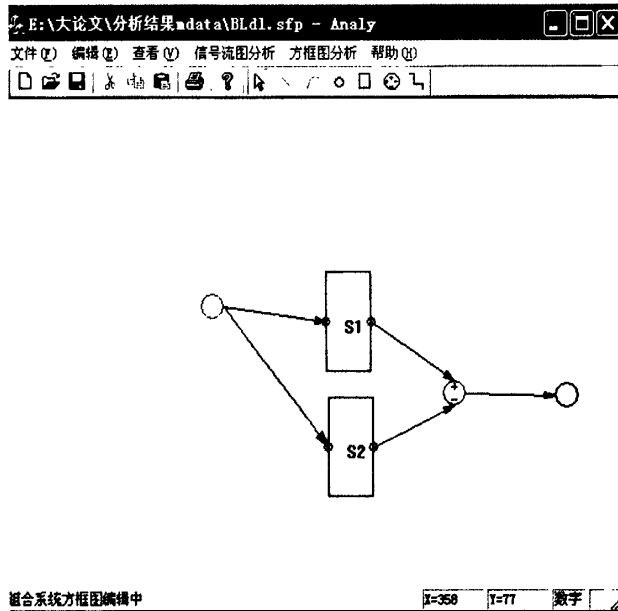 E:\大论文\分析结果mdata\BLd1.sfp - Analy
文件(F) 编辑(E) 查看(V) 信号流图分析 方框图分析 帮助(H)
S1
+
-
S2
组合系统方框图编辑中 X=358 Y=77 数字